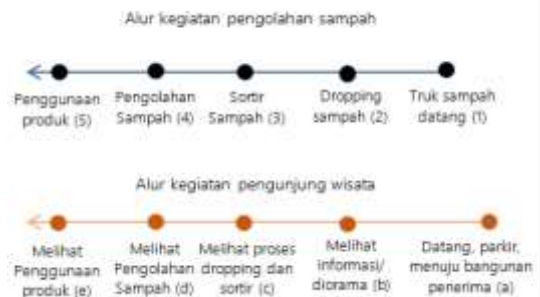 Alur kegiatan pengolahan sampah
Penggunaan Pengolahan Sortir Dropping Truk sampah
produk (5) Sampah (4) Sampah (3) sampah (2) datang (1)
Alur kegiatan pengunjung wisata
Melihat Melihat Melihat proses Melihat Datang, parkir,
Penggunaan Pengolahan dropping dan informasi/ menuju bangunan
produk (e) Sampah (d) sortir (c) diorama (b) penerima (a)